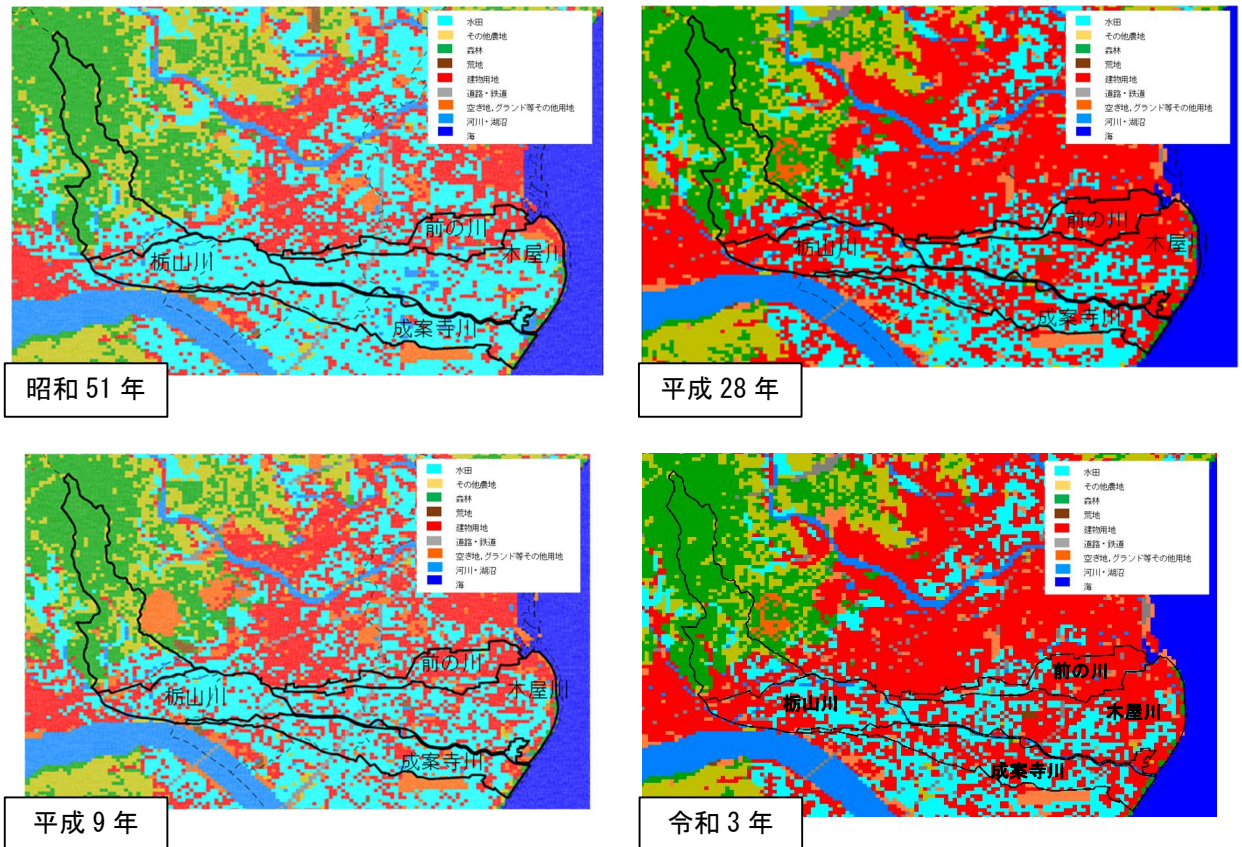 水田
その他農地
森林
荒地
建物用地
道路・鉄道
空き地,グランド等その他用地
河川・湖沼
海
前の川
栃山川
木屋川
成案寺川
昭和 51 年
水田
その他農地
森林
荒地
建物用地
道路・鉄道
空き地,グランド等その他用地
河川・湖沼
海
前の川
栃山川
木屋川
成案寺川
平成 28 年
水田
その他農地
森林
荒地
建物用地
道路・鉄道
空き地,グランド等その他用地
河川・湖沼
海
前の川
栃山川
木屋川
成案寺川
平成 9 年
水田
その他農地
森林
荒地
建物用地
道路・鉄道
空き地,グランド等その他用地
河川・湖沼
海
前の川
栃山川
木屋川
成案寺川
令和 3 年